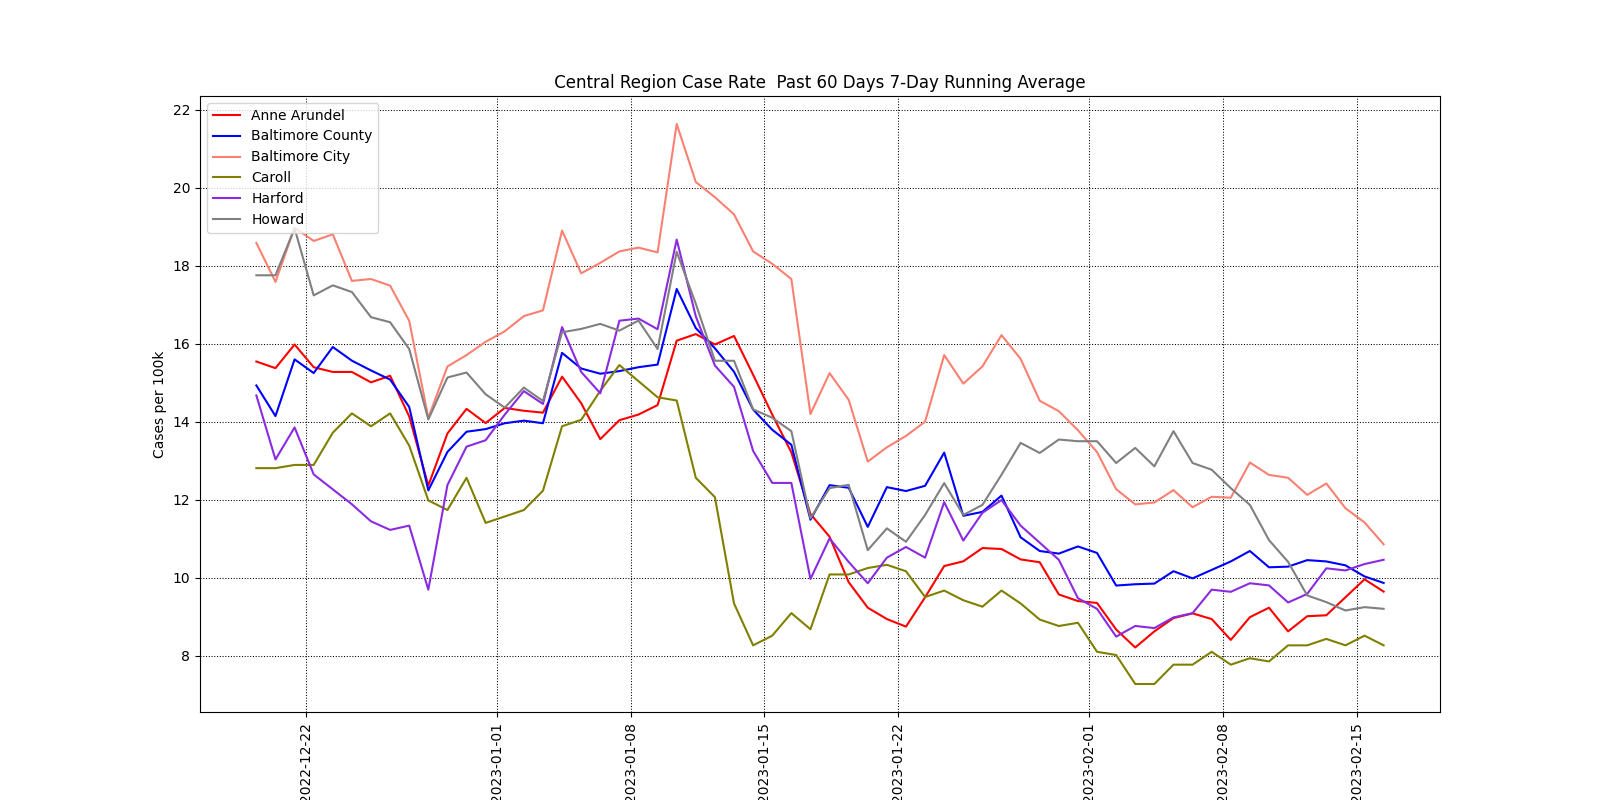 Central Region Case Rate  Past 60 Days 7-Day Running Average
Anne Arundel
Baltimore County
Baltimore City
Caroll
Harford
Howard
Cases per 100k
22
20
18
16
14
12
10
8
2022-12-22
2023-01-01
2023-01-08
2023-01-15
2023-01-22
2023-02-01
2023-02-08
2023-02-15